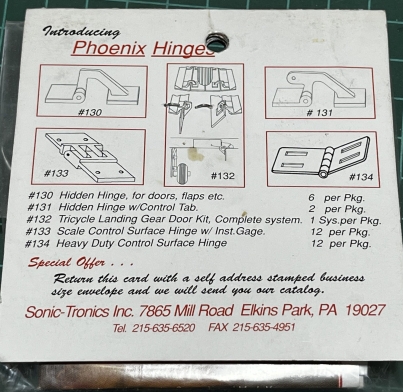 Introducing
Phoenix Hinges
#130
# 131
#133
#132
#134
#130 Hidden Hinge, for doors, flaps etc. 6 per Pkg.
#131 Hidden Hinge w/Control Tab. 2 per Pkg.
#132 Tricycle Landing Gear Door Kit, Complete system. 1 Sys.per Pkg.
#133 Scale Control Surface Hinge w/ Inst.Gage. 12 per Pkg.
#134 Heavy Duty Control Surface Hinge 12 per Pkg.
Special Offer . . .
Return this card with a self address stamped business
size envelope and we will send you our catalog.
Sonic-Tronics Inc. 7865 Mill Road Elkins Park, PA 19027
Tel. 215-635-6520 FAX 215-635-4951